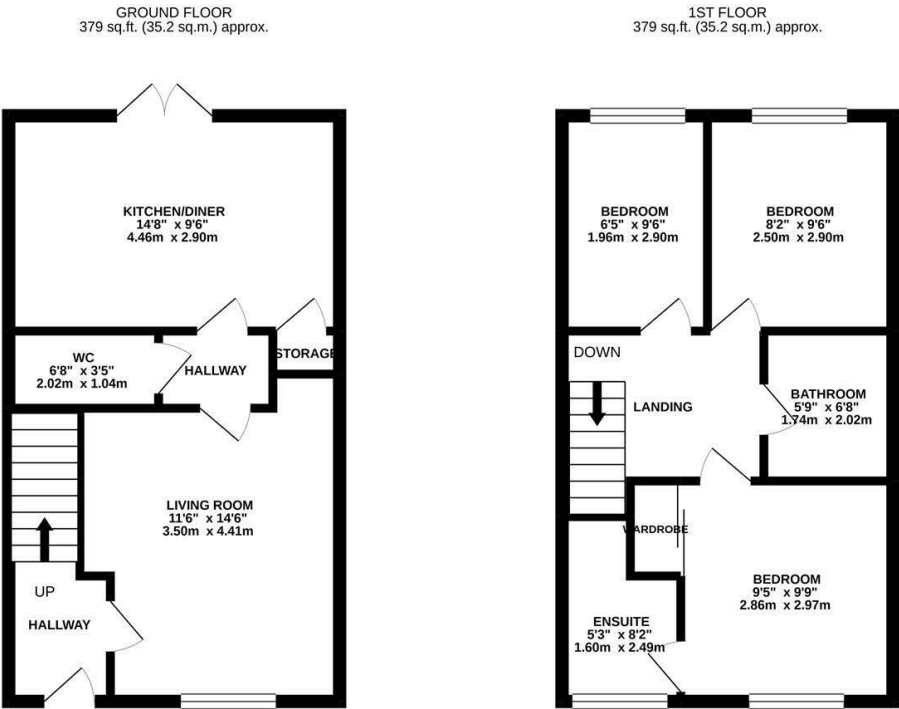 GROUND FLOOR
379 sq.ft. (35.2 sq.m.) approx.
KITCHEN/DINER
14'8" x 9'6"
4.46m x 2.90m
WC
6'8" x 3'5"
2.02m x 1.04m
HALLWAY
STORAGE
LIVING ROOM
11'6" x 14'6"
3.50m x 4.41m
UP
HALLWAY
1ST FLOOR
379 sq.ft. (35.2 sq.m.) approx.
BEDROOM
6'5" x 9'6"
1.96m x 2.90m
BEDROOM
8'2" x 9'6"
2.50m x 2.90m
DOWN
LANDING
BATHROOM
5'9" x 6'8"
1.74m x 2.02m
WARDROBE
BEDROOM
9'5" x 9'9"
2.86m x 2.97m
ENSUITE
5'3" x 8'2"
1.60m x 2.49m